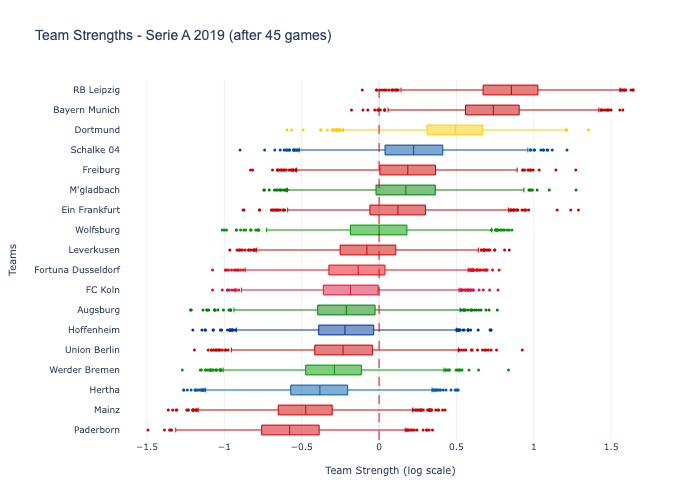 Team Strengths - Serie A 2019 (after 45 games)
RB Leipzig
Bayern Munich
Dortmund
Schalke 04
Freiburg
M'gladbach
Ein Frankfurt
Wolfsburg
Leverkusen
Fortuna Dusseldorf
FC Koln
Augsburg
Hoffenheim
Union Berlin
Werder Bremen
Hertha
Mainz
Paderborn
Teams
−1.5 −1 −0.5 0 0.5 1 1.5
Team Strength (log scale)